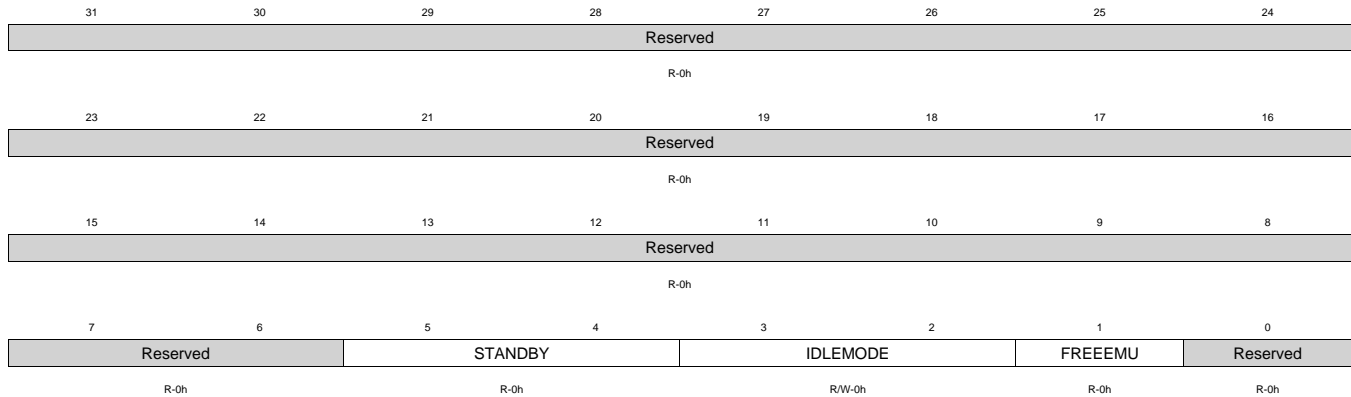 31 30 29 28 27 26 25 24
Reserved
R-0h
23 22 21 20 19 18 17 16
Reserved
R-0h
15 14 13 12 11 10 9 8
Reserved
R-0h
7 6 5 4 3 2 1 0
Reserved STANDBY IDLEMODE FREEEMU Reserved
R-0h R-0h R/W-0h R-0h R-0h